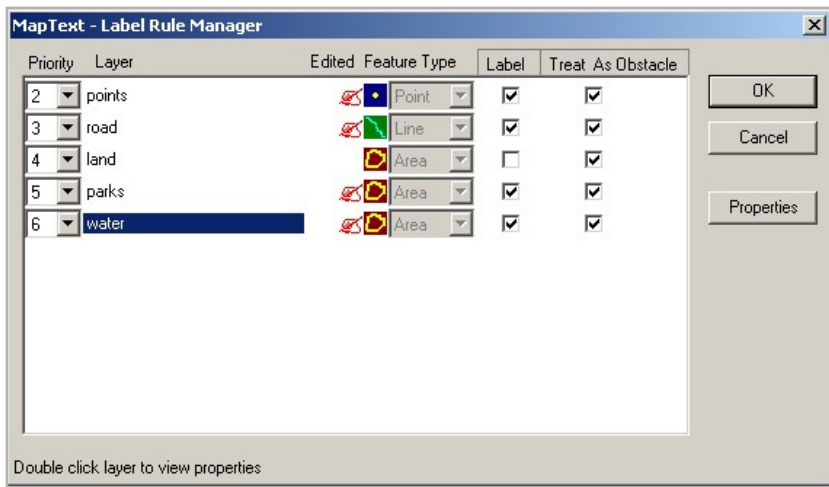 MapText - Label Rule Manager
Priority Layer Edited Feature Type Label Treat As Obstacle
2 points Point
3 road Line
4 land Area
5 parks Area
6 water Area
OK
Cancel
Properties
Double click layer to view properties